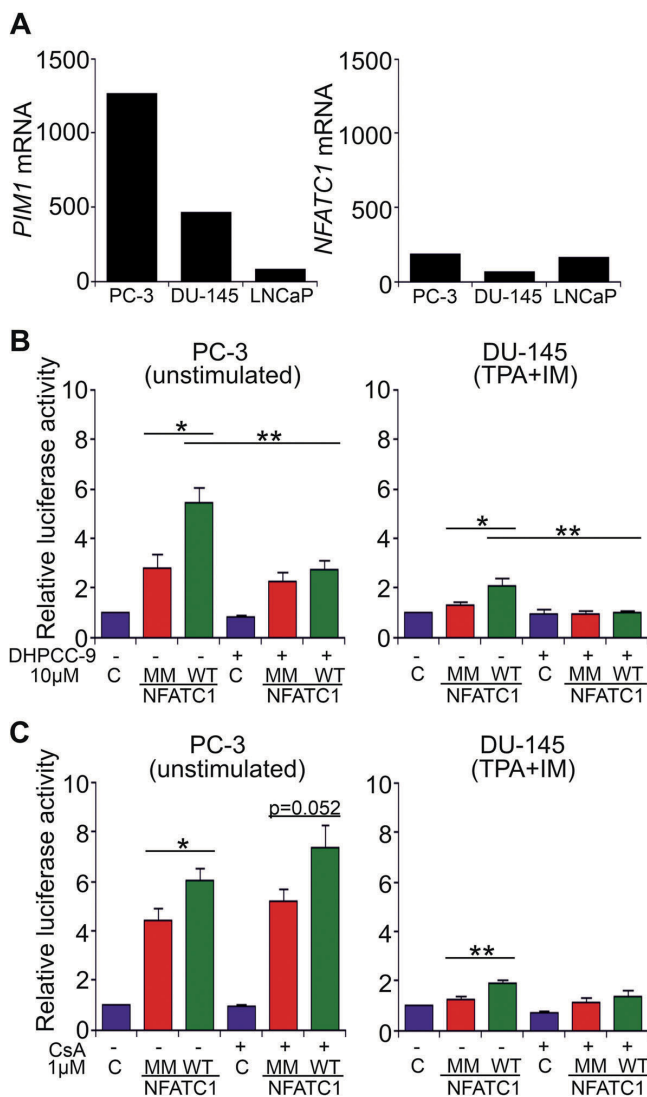 A
PIM1 mRNA
1500
1000
500
0
PC-3 DU-145 LNCaP
NFATC1 mRNA
1500
1000
500
0
PC-3 DU-145 LNCaP
B
PC-3
(unstimulated)
Relative luciferase activity
10
8
6
4
2
0
*
**
DHPCC-9 - - - + + +
10µM C MM WT C MM WT
NFATC1 NFATC1
DU-145
(TPA+IM)
10
8
6
4
2
0
*
**
- - - + + +
C MM WT C MM WT
NFATC1 NFATC1
C
PC-3
(unstimulated)
Relative luciferase activity
10
8
6
4
2
0
*
p=0.052
CsA - - - + + +
1µM C MM WT C MM WT
NFATC1 NFATC1
DU-145
(TPA+IM)
10
8
6
4
2
0
**
- - - + + +
C MM WT C MM WT
NFATC1 NFATC1